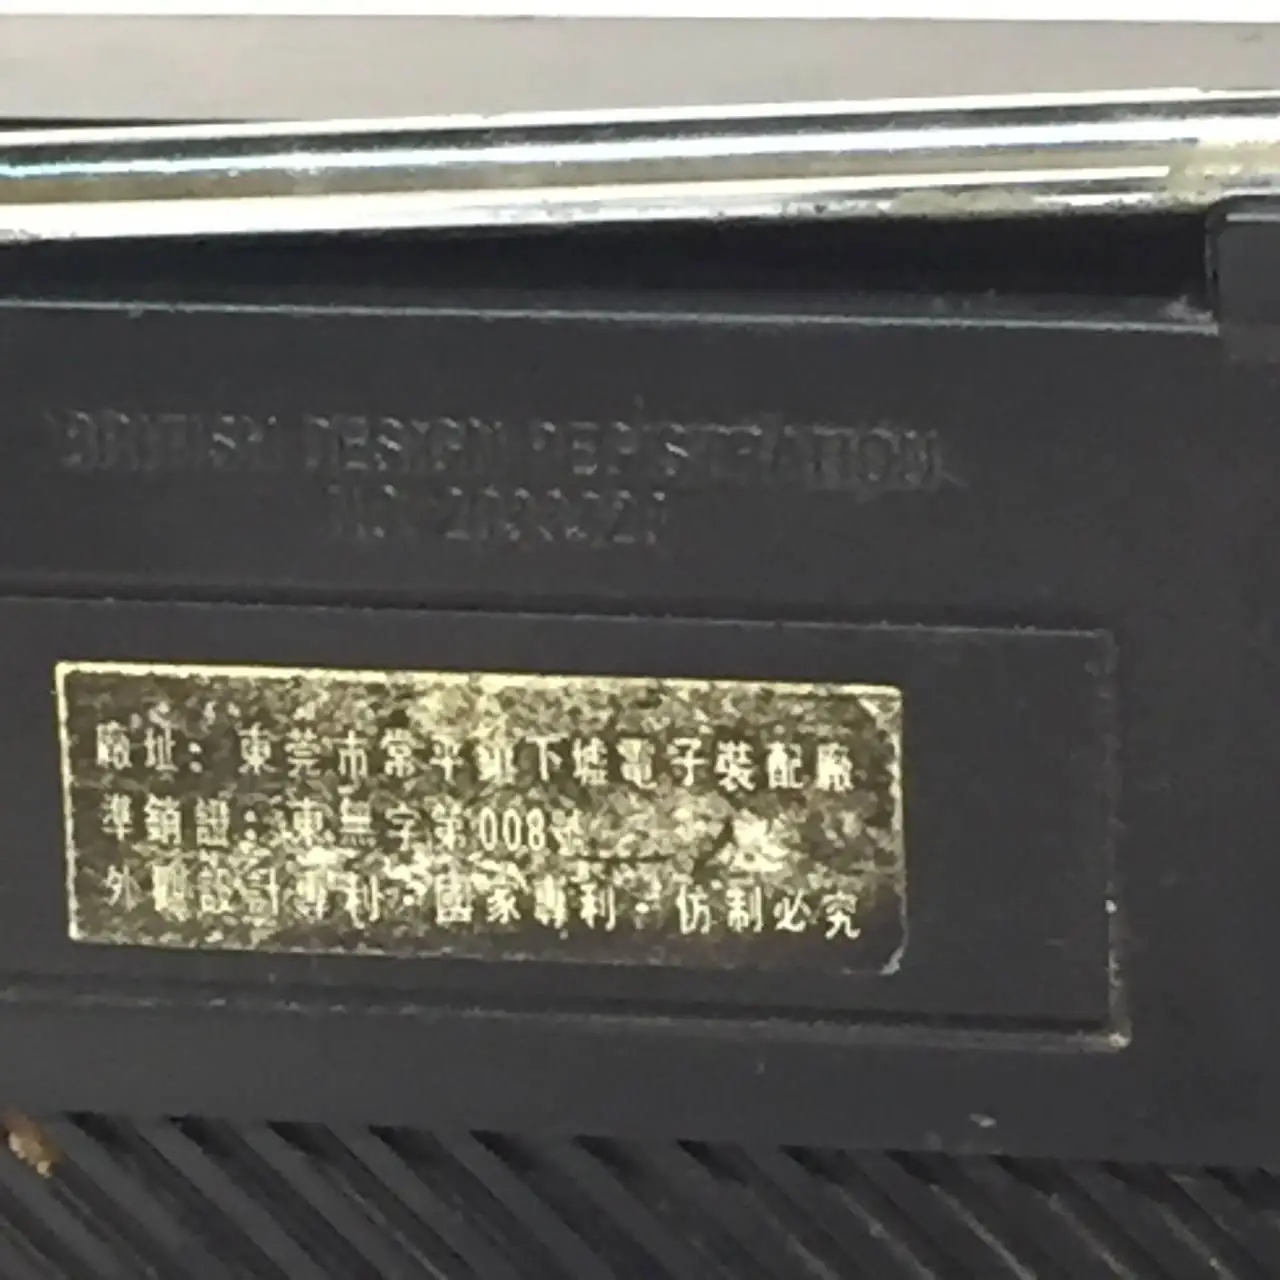 BRITISH DESIGN REGISTRATION
NO.
廠址：東莞市常平鎮下墟電子裝配廠
準銷證：東無字第008號
外觀設計專利·國家專利·仿制必究